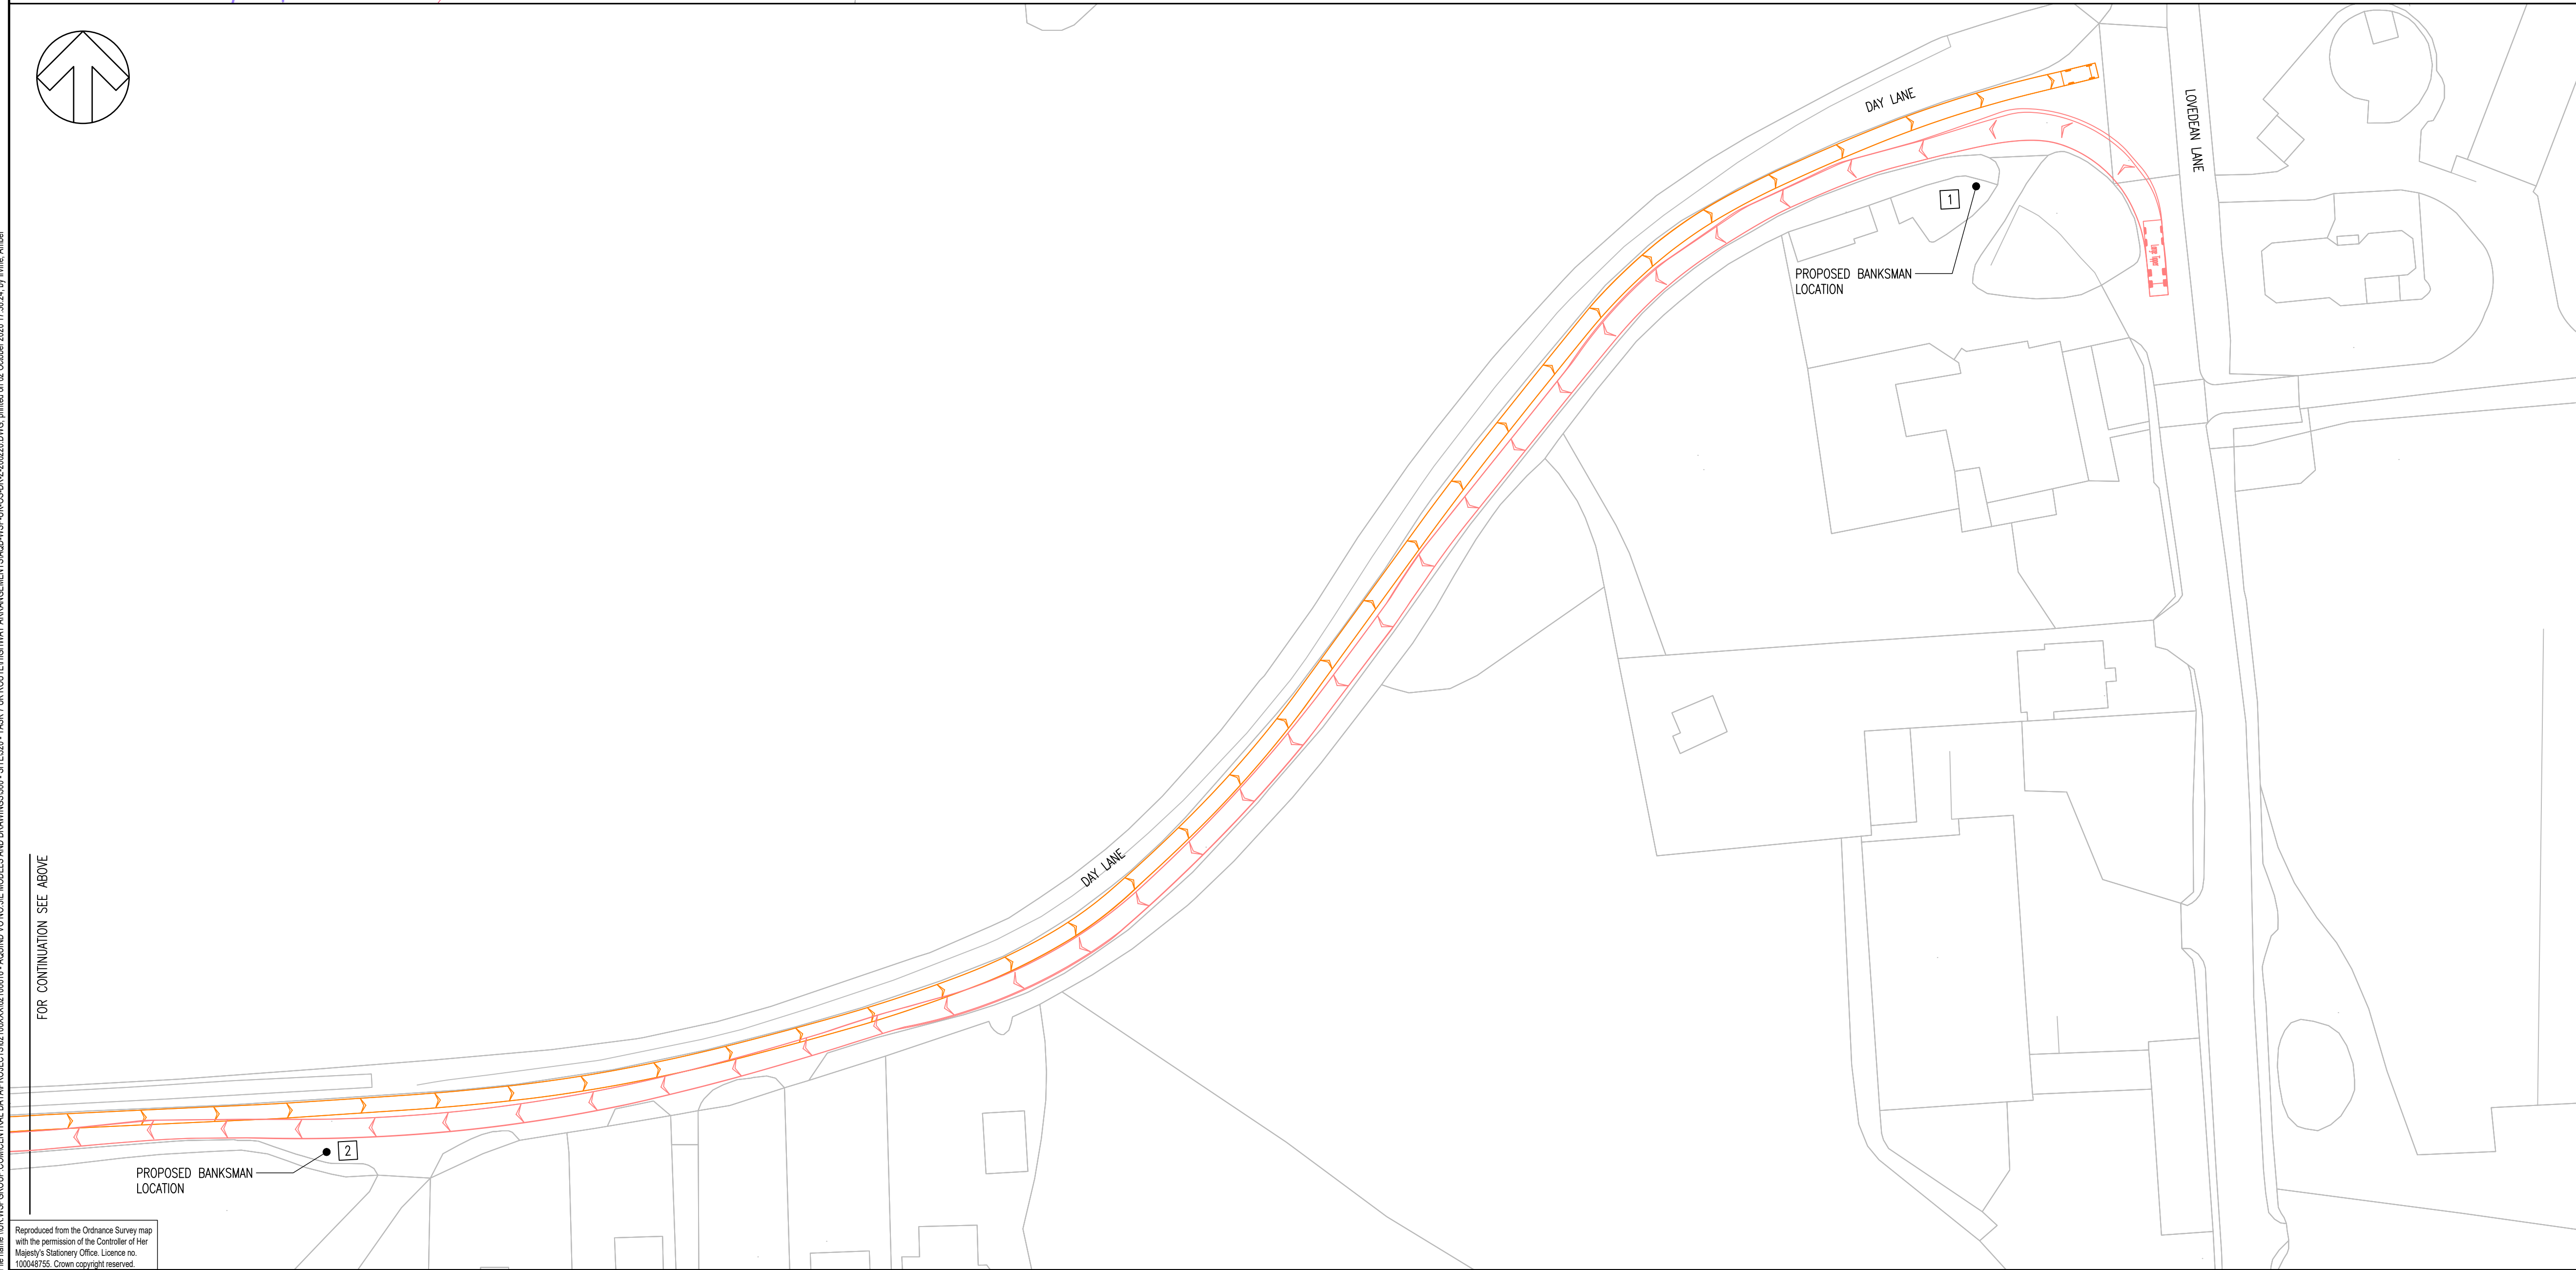 DAY LANE
LOVEDEAN LANE
1
PROPOSED BANKSMAN
LOCATION
Large Tipper
DAY LANE
FOR CONTINUATION SEE ABOVE
2
PROPOSED BANKSMAN
LOCATION
Reproduced from the Ordnance Survey map
with the permission of the Controller of Her
Majesty's Stationery Office. Licence no.
100048755. Crown copyright reserved.